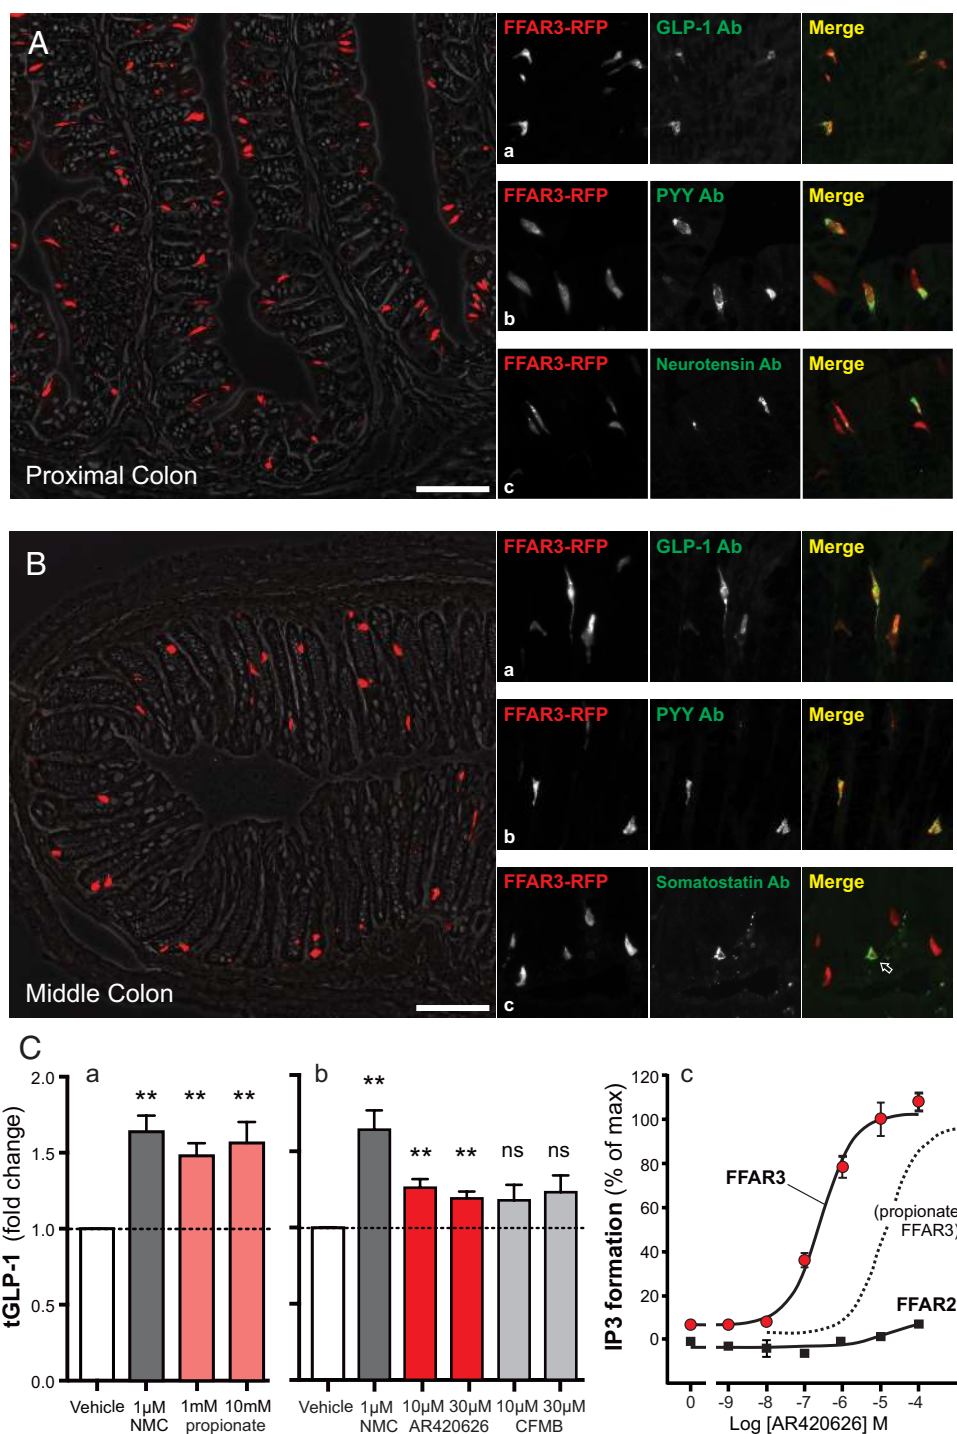 A
FFAR3-RFP GLP-1 Ab Merge
a
FFAR3-RFP PYY Ab Merge
b
FFAR3-RFP Neurotensin Ab Merge
c
Proximal Colon
B
FFAR3-RFP GLP-1 Ab Merge
a
FFAR3-RFP PYY Ab Merge
b
FFAR3-RFP Somatostatin Ab Merge
c
Middle Colon
C
a
tGLP-1 (fold change)
2.0
1.5
1.0
0.5
0.0
** ** **
Vehicle 1µM 1mM 10mM
NMC propionate
b
**
** ** ns ns
Vehicle 1µM 10µM 30µM 10µM 30µM
NMC AR420626 CFMB
c
IP3 formation (% of max)
120
100
80
60
40
20
0
FFAR3
(propionate
FFAR3)
FFAR2
0 -9 -8 -7 -6 -5 -4
Log [AR420626] M